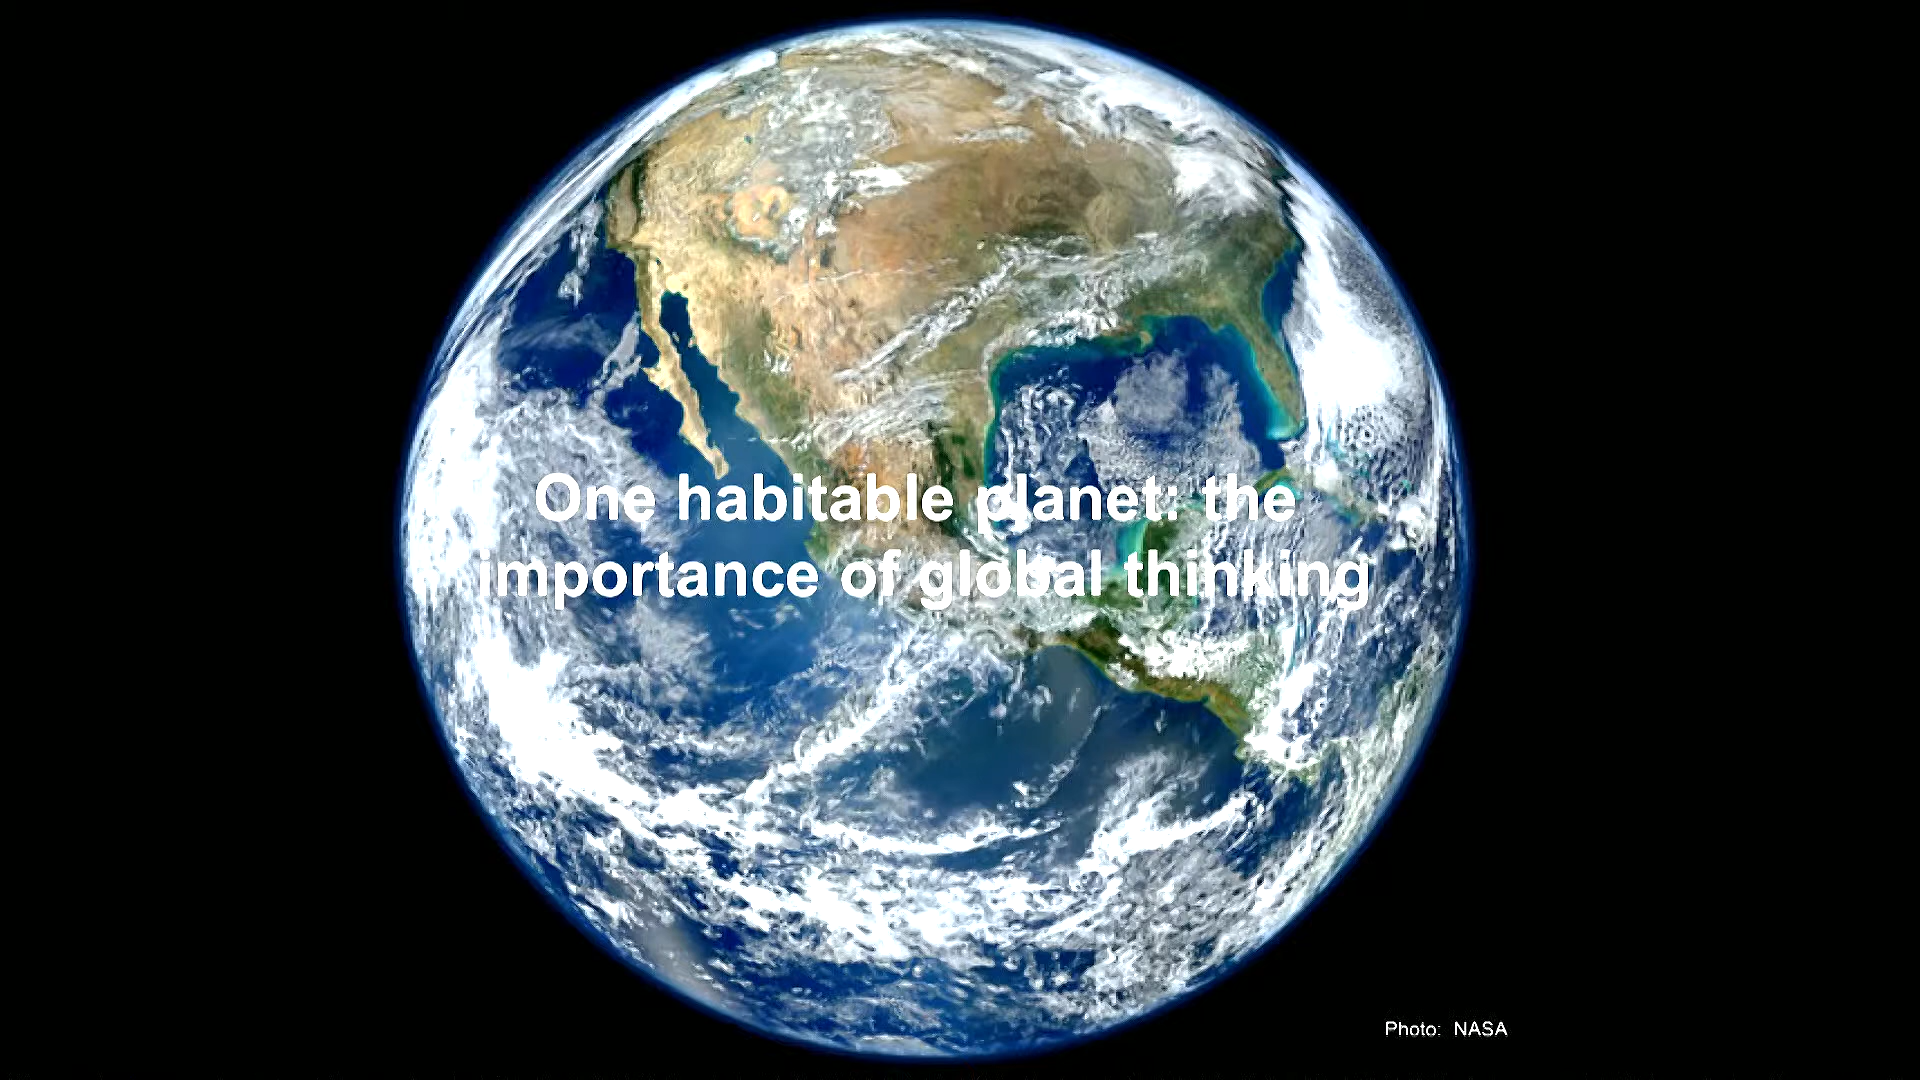 One habitable planet: the
importance of global thinking
Photo: NASA